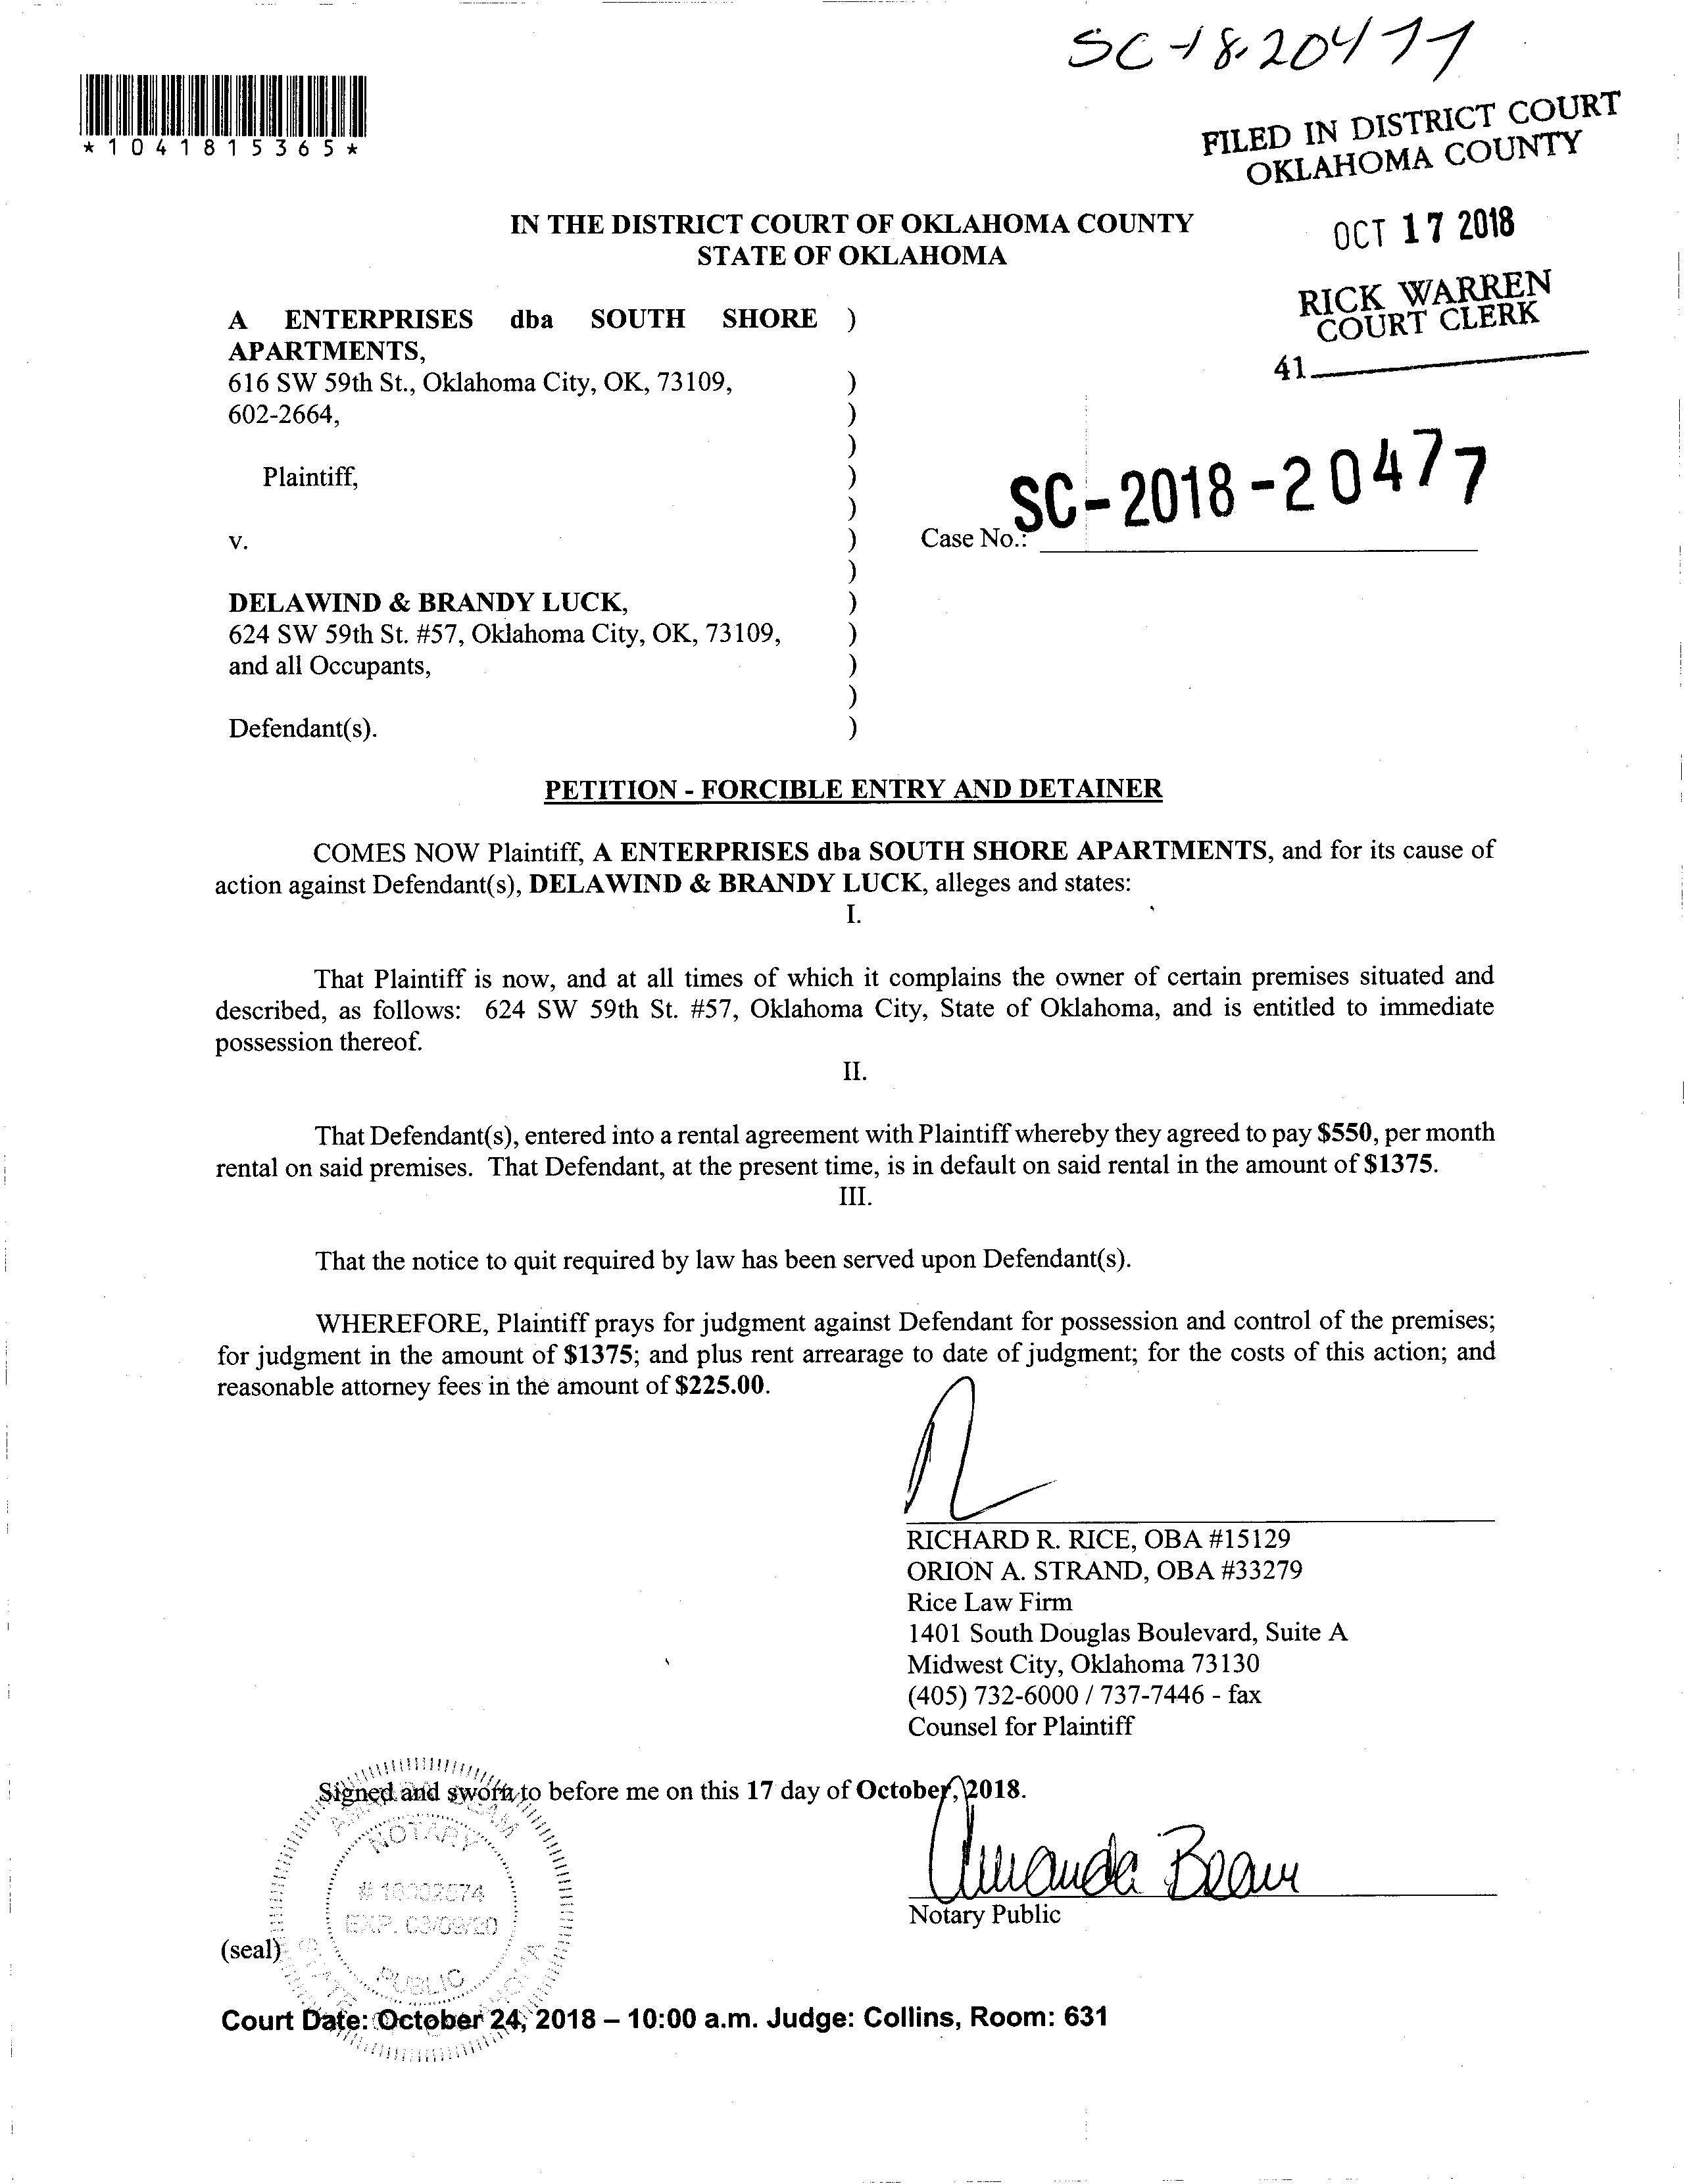 SC-18-20477
*1041815365*
FILED IN DISTRICT COURT
OKLAHOMA COUNTY
OCT 17 2018
RICK WARREN
COURT CLERK
41
IN THE DISTRICT COURT OF OKLAHOMA COUNTY
STATE OF OKLAHOMA
A ENTERPRISES dba SOUTH SHORE )
APARTMENTS,
616 SW 59th St., Oklahoma City, OK, 73109, )
602-2664, )
)
Plaintiff, )
)
v. )
Case No.: SC-2018-20477
)
DELAWIND & BRANDY LUCK, )
624 SW 59th St. #57, Oklahoma City, OK, 73109, )
and all Occupants, )
)
Defendant(s). )
PETITION - FORCIBLE ENTRY AND DETAINER
COMES NOW Plaintiff, A ENTERPRISES dba SOUTH SHORE APARTMENTS, and for its cause of
action against Defendant(s), DELAWIND & BRANDY LUCK, alleges and states:
I.
That Plaintiff is now, and at all times of which it complains the owner of certain premises situated and
described, as follows: 624 SW 59th St. #57, Oklahoma City, State of Oklahoma, and is entitled to immediate
possession thereof.
II.
That Defendant(s), entered into a rental agreement with Plaintiff whereby they agreed to pay $550, per month
rental on said premises. That Defendant, at the present time, is in default on said rental in the amount of $1375.
III.
That the notice to quit required by law has been served upon Defendant(s).
WHEREFORE, Plaintiff prays for judgment against Defendant for possession and control of the premises;
for judgment in the amount of $1375; and plus rent arrearage to date of judgment; for the costs of this action; and
reasonable attorney fees in the amount of $225.00.
RICHARD R. RICE, OBA #15129
ORION A. STRAND, OBA #33279
Rice Law Firm
1401 South Douglas Boulevard, Suite A
Midwest City, Oklahoma 73130
(405) 732-6000 / 737-7446 - fax
Counsel for Plaintiff
Signed and sworn to before me on this 17 day of October, 2018.
Amanda Beam
Notary Public
NOTARY
EXP. 03/09/20
PUBLIC
(seal)
Court Date: October 24, 2018 – 10:00 a.m. Judge: Collins, Room: 631